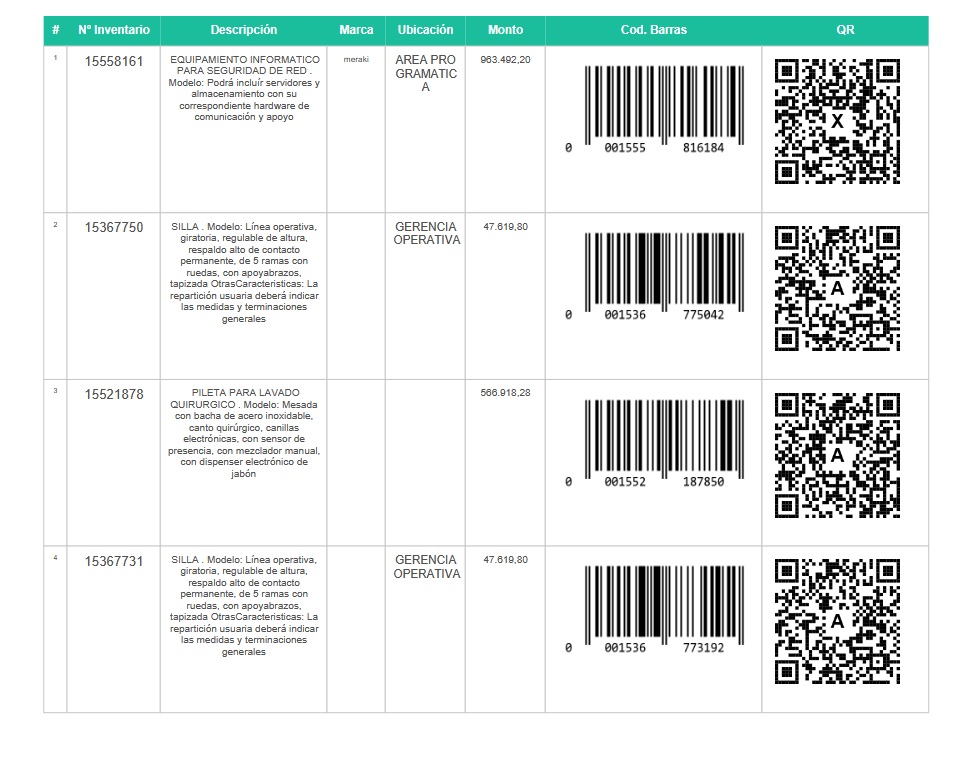 # Nº Inventario Descripción Marca Ubicación Monto Cod. Barras QR
1 15558161 EQUIPAMIENTO INFORMATICO meraki AREA PRO 963.492,20
PARA SEGURIDAD DE RED . GRAMATIC
Modelo: Podrá incluír servidores y A
almacenamiento con su
correspondiente hardware de
comunicación y apoyo
X
0 001555 816184
2 15367750 SILLA . Modelo: Línea operativa, GERENCIA 47.619,80
giratoria, regulable de altura, OPERATIVA
respaldo alto de contacto
permanente, de 5 ramas con
ruedas, con apoyabrazos,
tapizada OtrasCaracteristicas: La
repartición usuaria deberá indicar
las medidas y terminaciones
generales
A
0 001536 775042
3 15521878 PILETA PARA LAVADO 566.918,28
QUIRURGICO . Modelo: Mesada
con bacha de acero inoxidable,
canto quirúrgico, canillas
electrónicas, con sensor de
presencia, con mezclador manual,
con dispenser electrónico de
jabón
A
0 001552 187850
4 15367731 SILLA . Modelo: Línea operativa, GERENCIA 47.619,80
giratoria, regulable de altura, OPERATIVA
respaldo alto de contacto
permanente, de 5 ramas con
ruedas, con apoyabrazos,
tapizada OtrasCaracteristicas: La
repartición usuaria deberá indicar
las medidas y terminaciones
generales
A
0 001536 773192